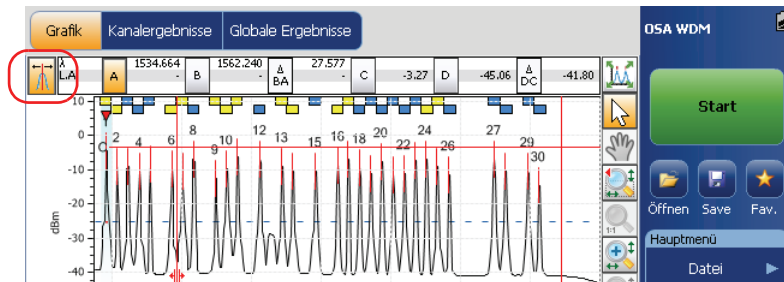 Grafik Kanalergebnisse Globale Ergebnisse
OSA WDM
λ 1534.664 1562.240 Δ 27.577 Δ
L.A A - B - BA - C -3.27 D -45.06 DC -41.80
Start
10
0
-10
-20
-30
-40
dBm
C 2 4 6 8 9 10 12 13 15 16 18 20 22 24 26 27 29 30
1:1
Öffnen Save Fav.
Hauptmenü
Datei